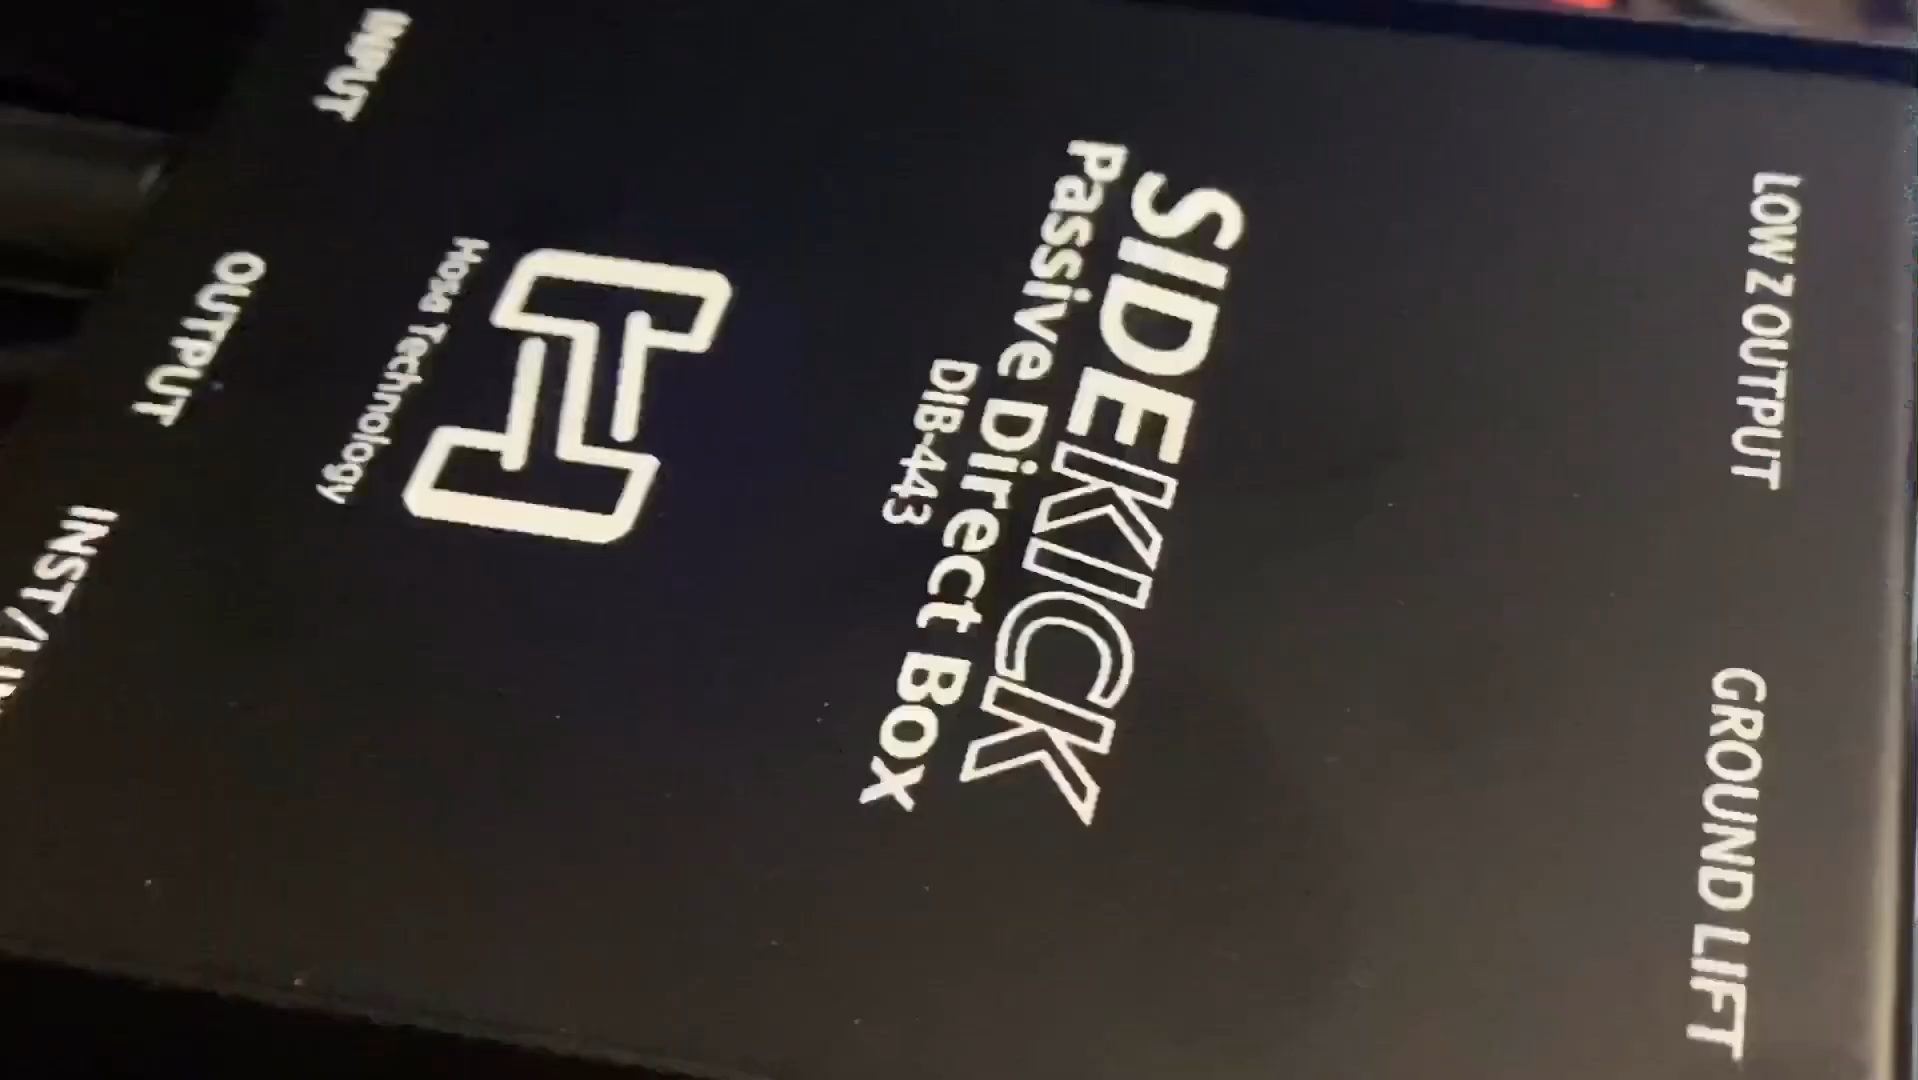 LOW Z OUTPUT
GROUND LIFT
SIDEKICK
Passive Direct Box
DIB-443
Hosa Technology
INPUT
OUTPUT